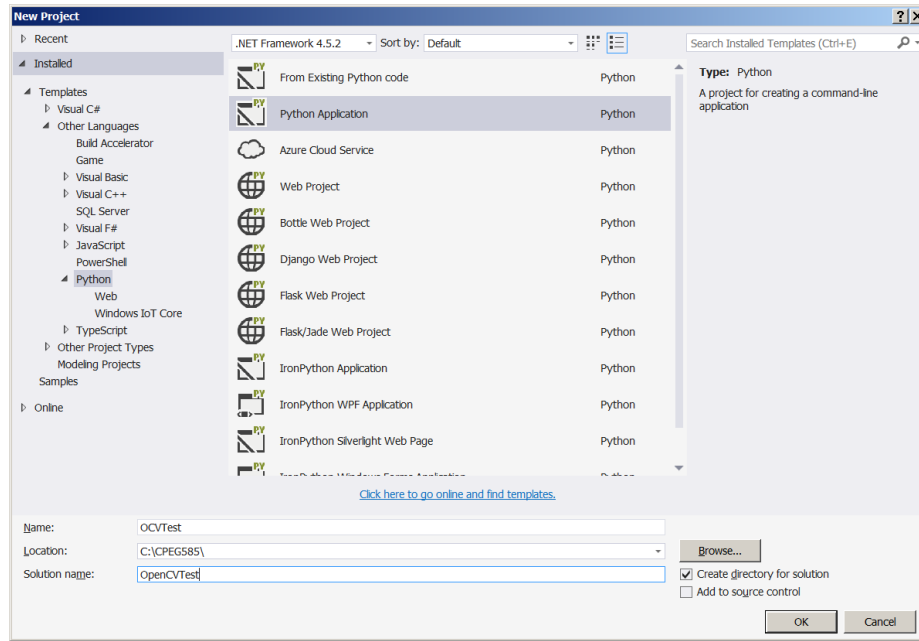 New Project
Recent
.NET Framework 4.5.2 Sort by: Default Search Installed Templates (Ctrl+E)
Installed
Templates
Visual C#
Other Languages
Build Accelerator
Game
Visual Basic
Visual C++
SQL Server
Visual F#
JavaScript
PowerShell
Python
Web
Windows IoT Core
TypeScript
Other Project Types
Modeling Projects
Samples
Online
From Existing Python code Python
Python Application Python
Azure Cloud Service Python
Web Project Python
Bottle Web Project Python
Django Web Project Python
Flask Web Project Python
Flask/Jade Web Project Python
IronPython Application Python
IronPython WPF Application Python
IronPython Silverlight Web Page Python
IronPython Windows Forms Application Python
Type: Python
A project for creating a command-line
application
Click here to go online and find templates.
Name: OCVTest
Location: C:\CPEG585\ Browse...
Solution name: OpenCVTest
Create directory for solution
Add to source control
OK Cancel